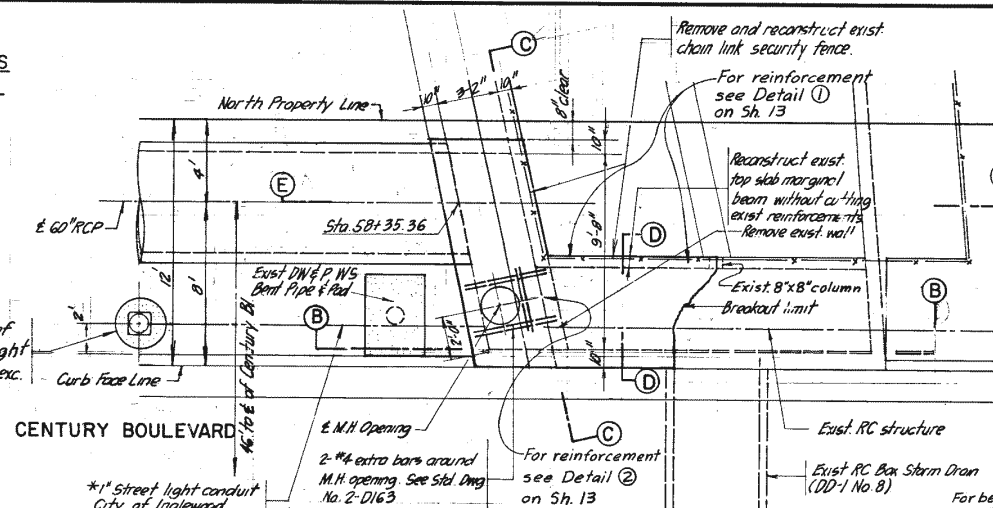 S
Remove and reconstruct exist.
chain link security fence.
C
10"
3'-2"
10"
8" clear
For reinforcement
see Detail 1
on Sh. 13
North Property Line
4'
10"
Reconstruct exist.
top slab marginal
beam without cutting
exist reinforcements
Remove exist. wall
E
℄ 60" RCP
Sta. 58+35.36
9'-8"
D
12'
8'
Exist DW&P, WS
Bent Pipe & Pad
Exist. 8"x8" column
Breakout limit
B
B
2'
2'-0"
of
ght
exc.
Curb Face Line
46' to ℄ of Century Bl.
10"
D
CENTURY BOULEVARD
℄ M.H. Opening
C
Exist. RC structure
2-#4 extra bars around
M.H. opening. See Std. Dwg
No. 2-D163
For reinforcement
see Detail 2
on Sh. 13
Exist RC Box Storm Drain
(DD-1 No. 8)
*1" Street light conduit
City of Inglewood
For be